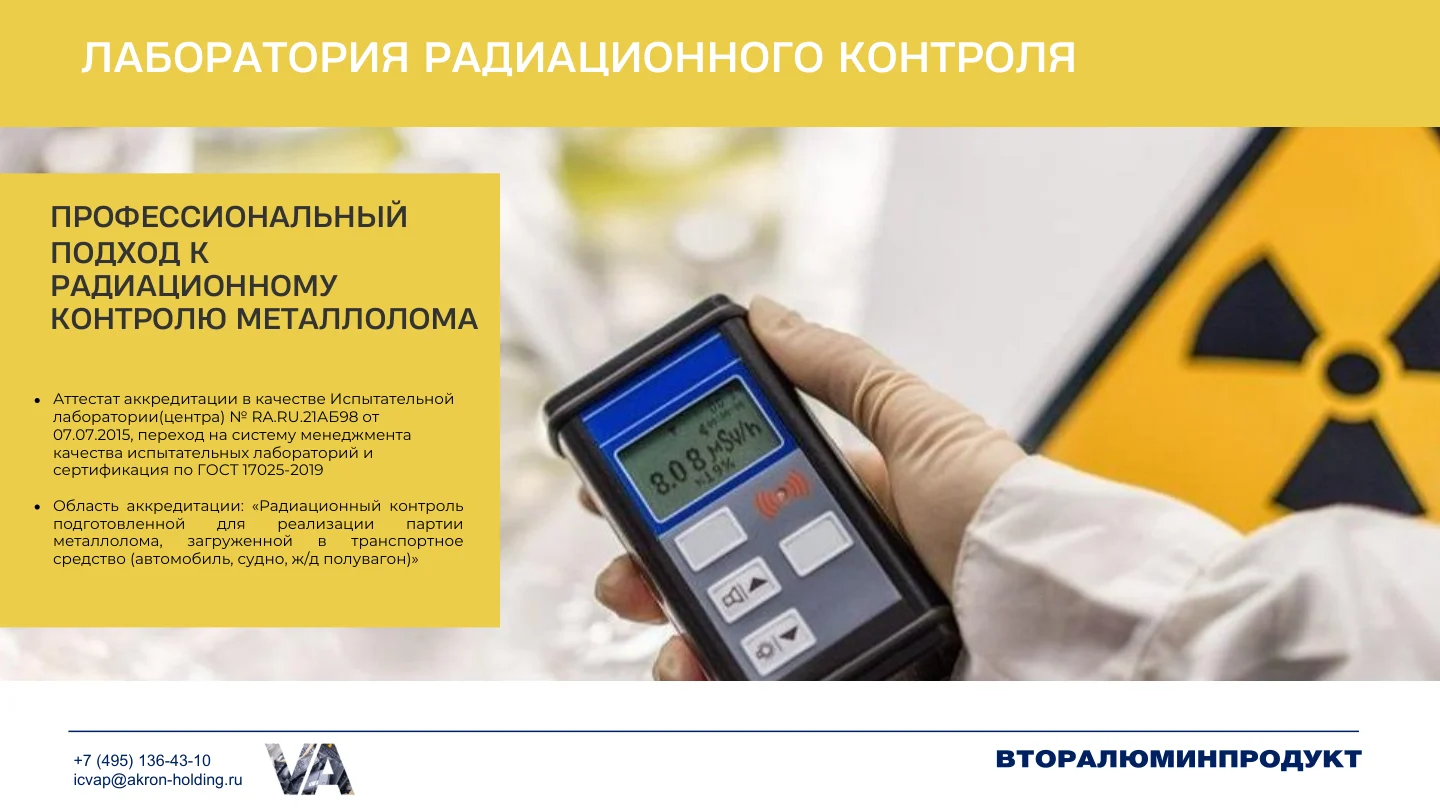 ЛАБОРАТОРИЯ РАДИАЦИОННОГО КОНТРОЛЯ
ПРОФЕССИОНАЛЬНЫЙ
ПОДХОД К
РАДИАЦИОННОМУ
КОНТРОЛЮ МЕТАЛЛОЛОМА
• Аттестат аккредитации в качестве Испытательной
лаборатории(центра) № RA.RU.21АБ98 от
07.07.2015, переход на систему менеджмента
качества испытательных лабораторий и
сертификация по ГОСТ 17025-2019
• Область аккредитации: «Радиационный контроль
подготовленной для реализации партии
металлолома, загруженной в транспортное
средство (автомобиль, судно, ж/д полувагон)»
8.08 μSv/h
±19%
+7 (495) 136-43-10
icvap@akron-holding.ru
VA
ВТОРАЛЮМИНПРОДУКТ